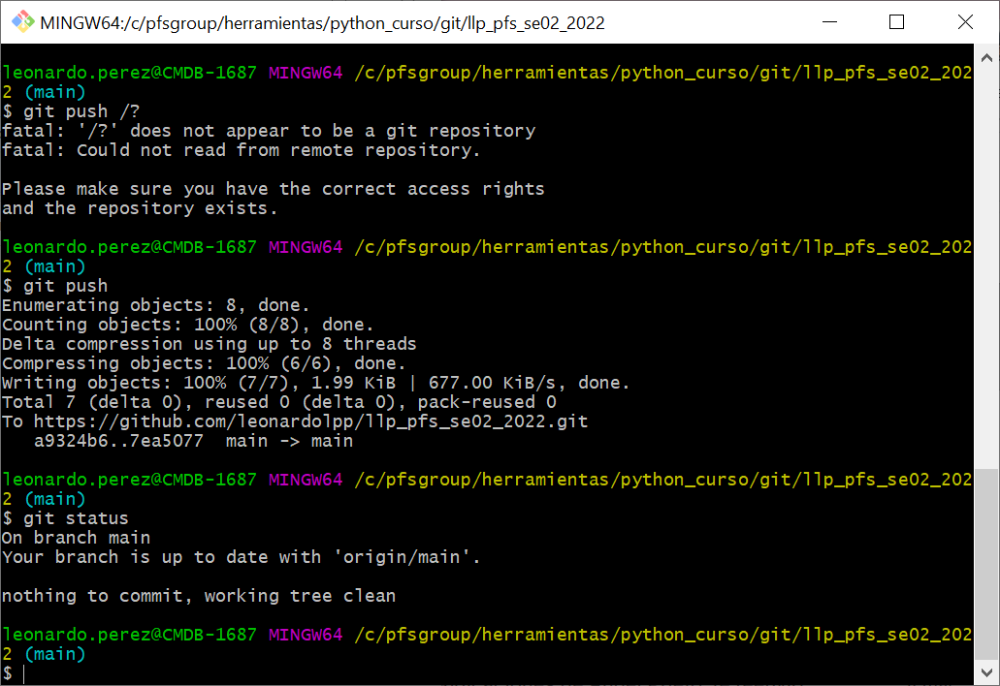 MINGW64:/c/pfsgroup/herramientas/python_curso/git/llp_pfs_se02_2022
leonardo.perez@CMDB-1687 MINGW64 /c/pfsgroup/herramientas/python_curso/git/llp_pfs_se02_202
2 (main)
$ git push /?
fatal: '/?' does not appear to be a git repository
fatal: Could not read from remote repository.
Please make sure you have the correct access rights
and the repository exists.
leonardo.perez@CMDB-1687 MINGW64 /c/pfsgroup/herramientas/python_curso/git/llp_pfs_se02_202
2 (main)
$ git push
Enumerating objects: 8, done.
Counting objects: 100% (8/8), done.
Delta compression using up to 8 threads
Compressing objects: 100% (6/6), done.
Writing objects: 100% (7/7), 1.99 KiB | 677.00 KiB/s, done.
Total 7 (delta 0), reused 0 (delta 0), pack-reused 0
To https://github.com/leonardolpp/llp_pfs_se02_2022.git
   a9324b6..7ea5077  main -> main
leonardo.perez@CMDB-1687 MINGW64 /c/pfsgroup/herramientas/python_curso/git/llp_pfs_se02_202
2 (main)
$ git status
On branch main
Your branch is up to date with 'origin/main'.
nothing to commit, working tree clean
leonardo.perez@CMDB-1687 MINGW64 /c/pfsgroup/herramientas/python_curso/git/llp_pfs_se02_202
2 (main)
$